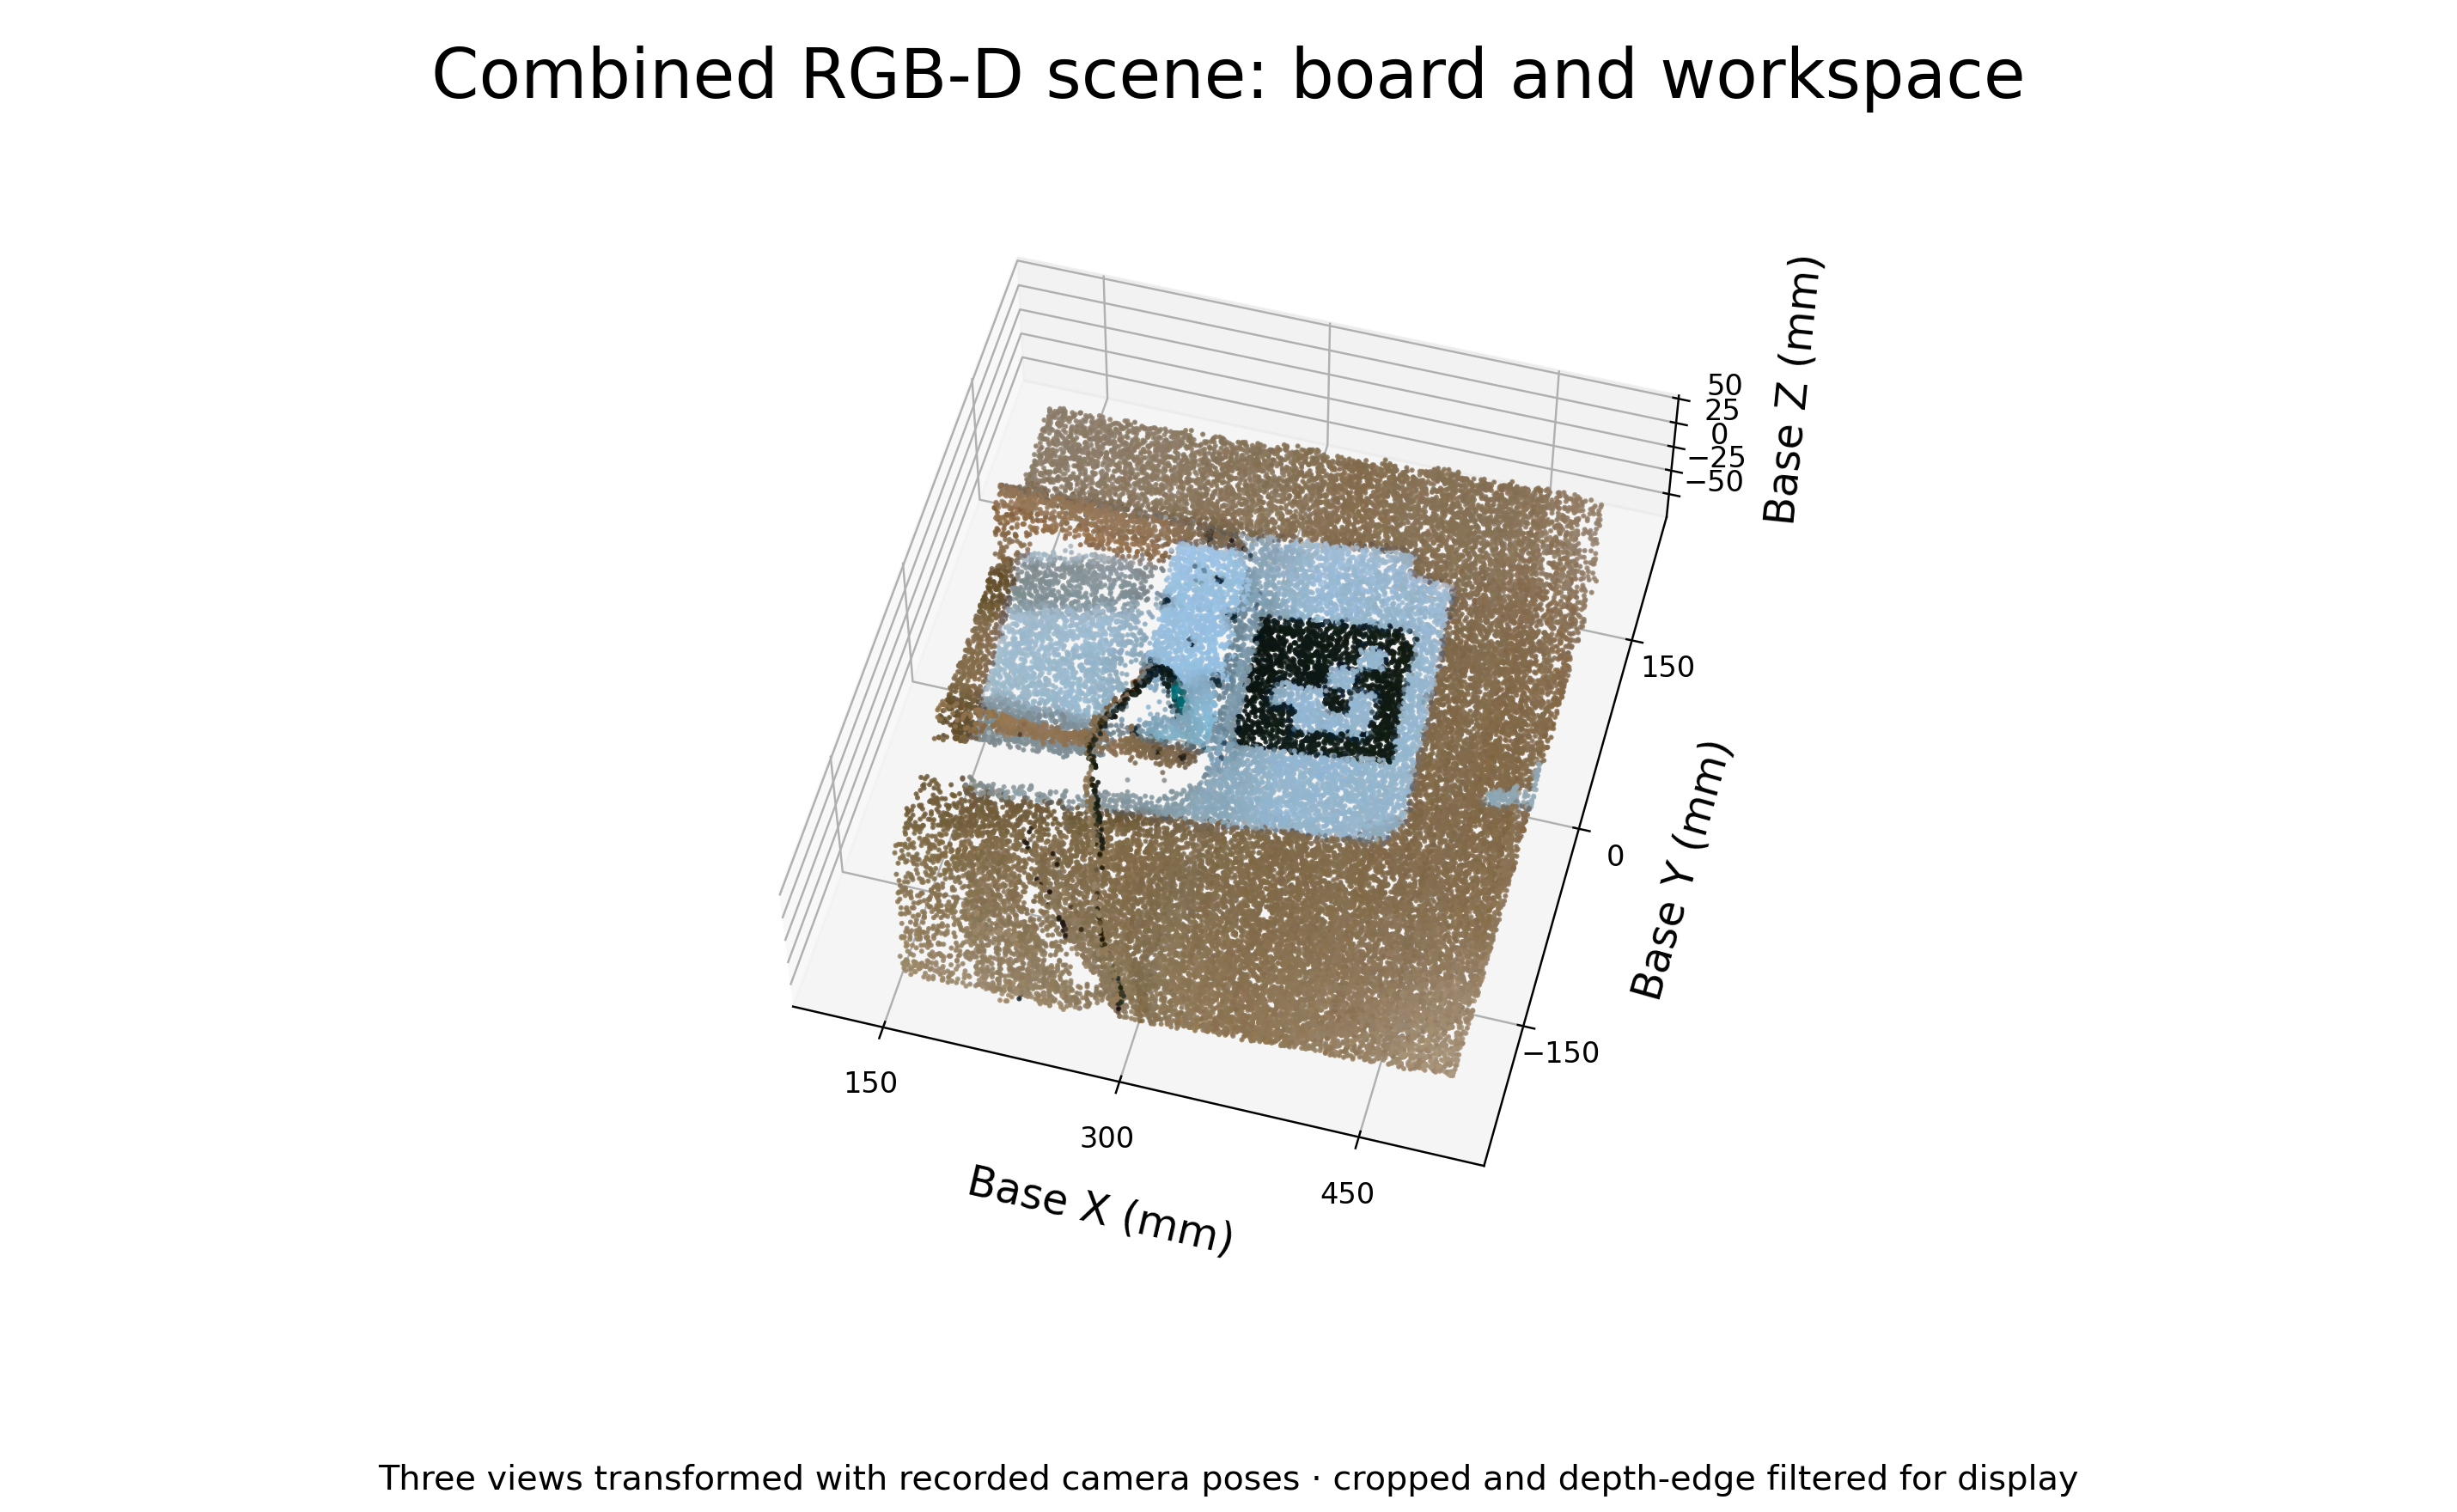 Combined RGB-D scene: board and workspace
50
25
0
−25
−50
Base Z (mm)
150
0
−150
Base Y (mm)
150
300
450
Base X (mm)
Three views transformed with recorded camera poses · cropped and depth-edge filtered for display